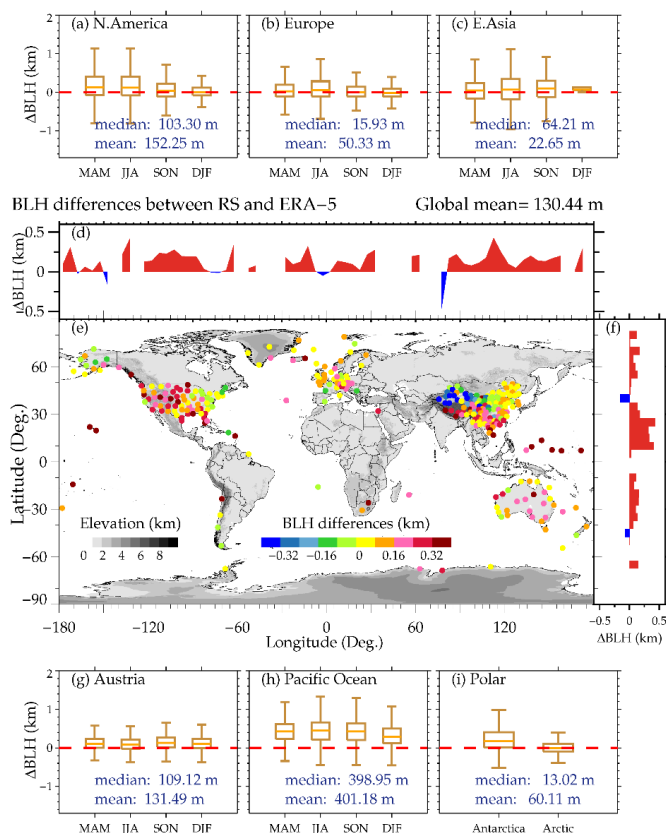 (a) N.America (b) Europe (c) E.Asia
ΔBLH (km)
2
1
0
−1
median: 103.30 m
mean: 152.25 m
median: 15.93 m
mean: 50.33 m
median: 64.21 m
mean: 22.65 m
MAM JJA SON DJF MAM JJA SON DJF MAM JJA SON DJF
BLH differences between RS and ERA−5 Global mean= 130.44 m
(d)
ΔBLH (km)
0.5
0
−0.5
(e) (f)
Latitude (Deg.)
60
30
0
−30
−60
−90
Elevation (km)
0 2 4 6 8
BLH differences (km)
−0.32 −0.16 0.00 0.16 0.32
−180 −120 −60 0 60 120
Longitude (Deg.)
−0.5 0 0.5
ΔBLH (km)
(g) Austria (h) Pacific Ocean (i) Polar
ΔBLH (km)
2
1
0
−1
median: 109.12 m
mean: 131.49 m
median: 398.95 m
mean: 401.18 m
median: 13.02 m
mean: 60.11 m
MAM JJA SON DJF MAM JJA SON DJF Antarctica Arctic